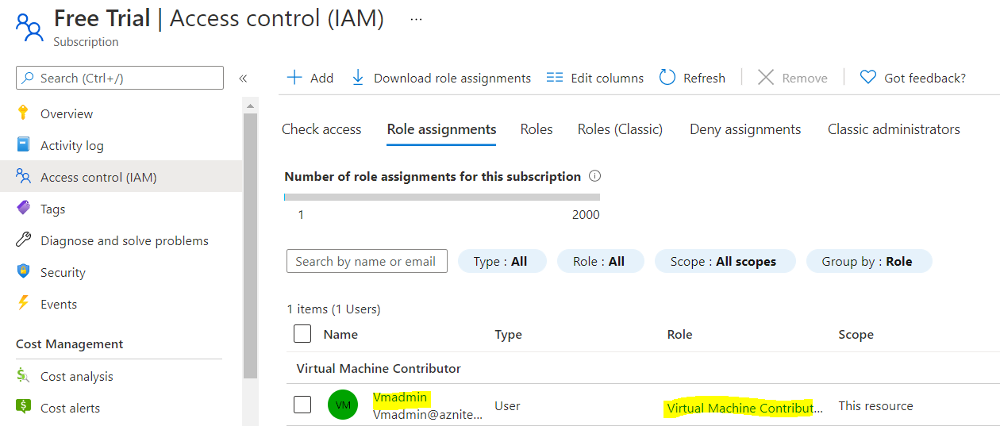 Free Trial | Access control (IAM) ...
Subscription
Search (Ctrl+/)
«
Overview
Activity log
Access control (IAM)
Tags
Diagnose and solve problems
Security
Events
Cost Management
Cost analysis
Cost alerts
Add
Download role assignments
Edit columns
Refresh
Remove
Got feedback?
Check access
Role assignments
Roles
Roles (Classic)
Deny assignments
Classic administrators
Number of role assignments for this subscription
1
2000
Search by name or email
Type : All
Role : All
Scope : All scopes
Group by : Role
1 items (1 Users)
Name
Type
Role
Scope
Virtual Machine Contributor
VM
Vmadmin
Vmadmin@aznite...
User
Virtual Machine Contribut...
This resource